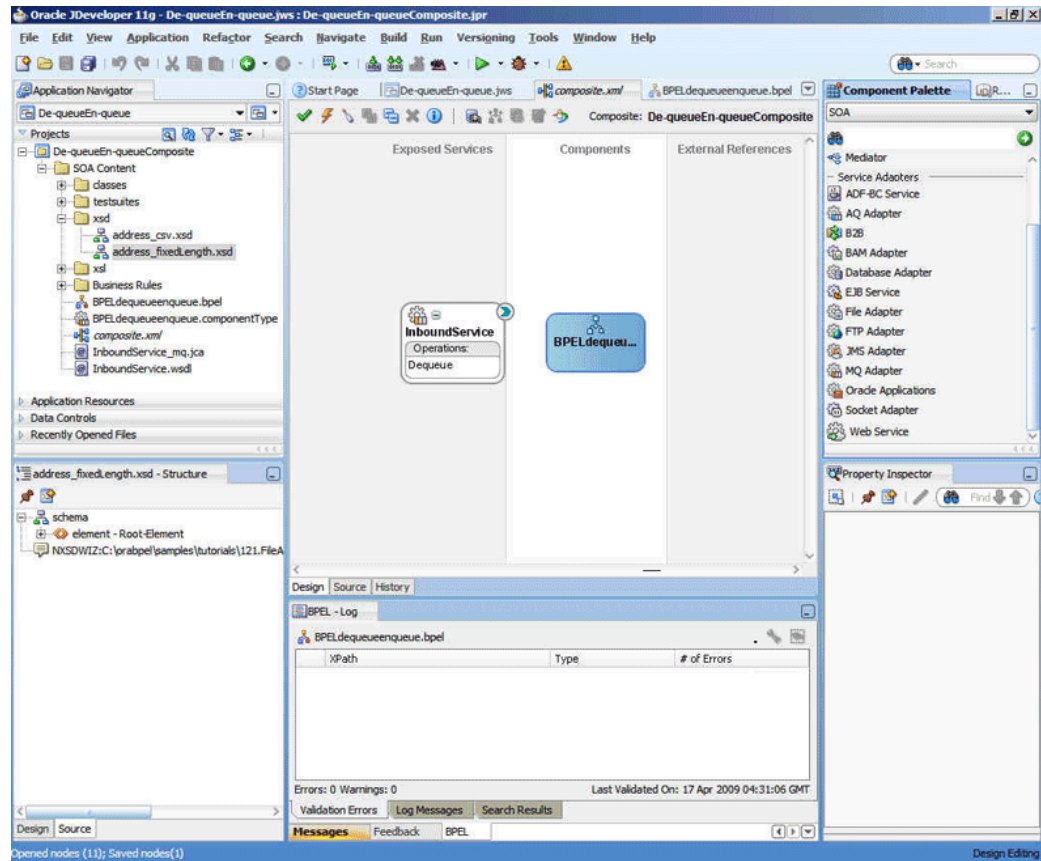 Oracle JDeveloper 11g - De-queueEn-queue.jws : De-queueEn-queueComposite.jpr
File Edit View Application Refactor Search Navigate Build Run Versioning Tools Window Help
Search
Application Navigator
De-queueEn-queue
Projects
De-queueEn-queueComposite
SOA Content
classes
testsuites
xsd
address_csv.xsd
address_fixedLength.xsd
xsl
Business Rules
BPELdequeueenqueue.bpel
BPELdequeueenqueue.componentType
composite.xml
InboundService_mq.jca
InboundService.wsdl
Application Resources
Data Controls
Recently Opened Files
address_fixedLength.xsd - Structure
schema
element - Root-Element
NXSDWIZ:C:\orabpel\samples\tutorials\121.FileA
Design Source
Start Page De-queueEn-queue.jws composite.xml BPELdequeueenqueue.bpel
Composite: De-queueEn-queueComposite
Exposed Services Components External References
InboundService
Operations:
Dequeue
BPELdequeu...
Design Source History
BPEL - Log
BPELdequeueenqueue.bpel
XPath Type # of Errors
Errors: 0 Warnings: 0 Last Validated On: 17 Apr 2009 04:31:06 GMT
Validation Errors Log Messages Search Results
Messages Feedback BPEL
Component Palette R...
SOA
Mediator
Service Adapters
ADF-BC Service
AQ Adapter
B2B
BAM Adapter
Database Adapter
EJB Service
File Adapter
FTP Adapter
JMS Adapter
MQ Adapter
Oracle Applications
Socket Adapter
Web Service
Property Inspector
Find
Opened nodes (11); Saved nodes(1) Design Editing